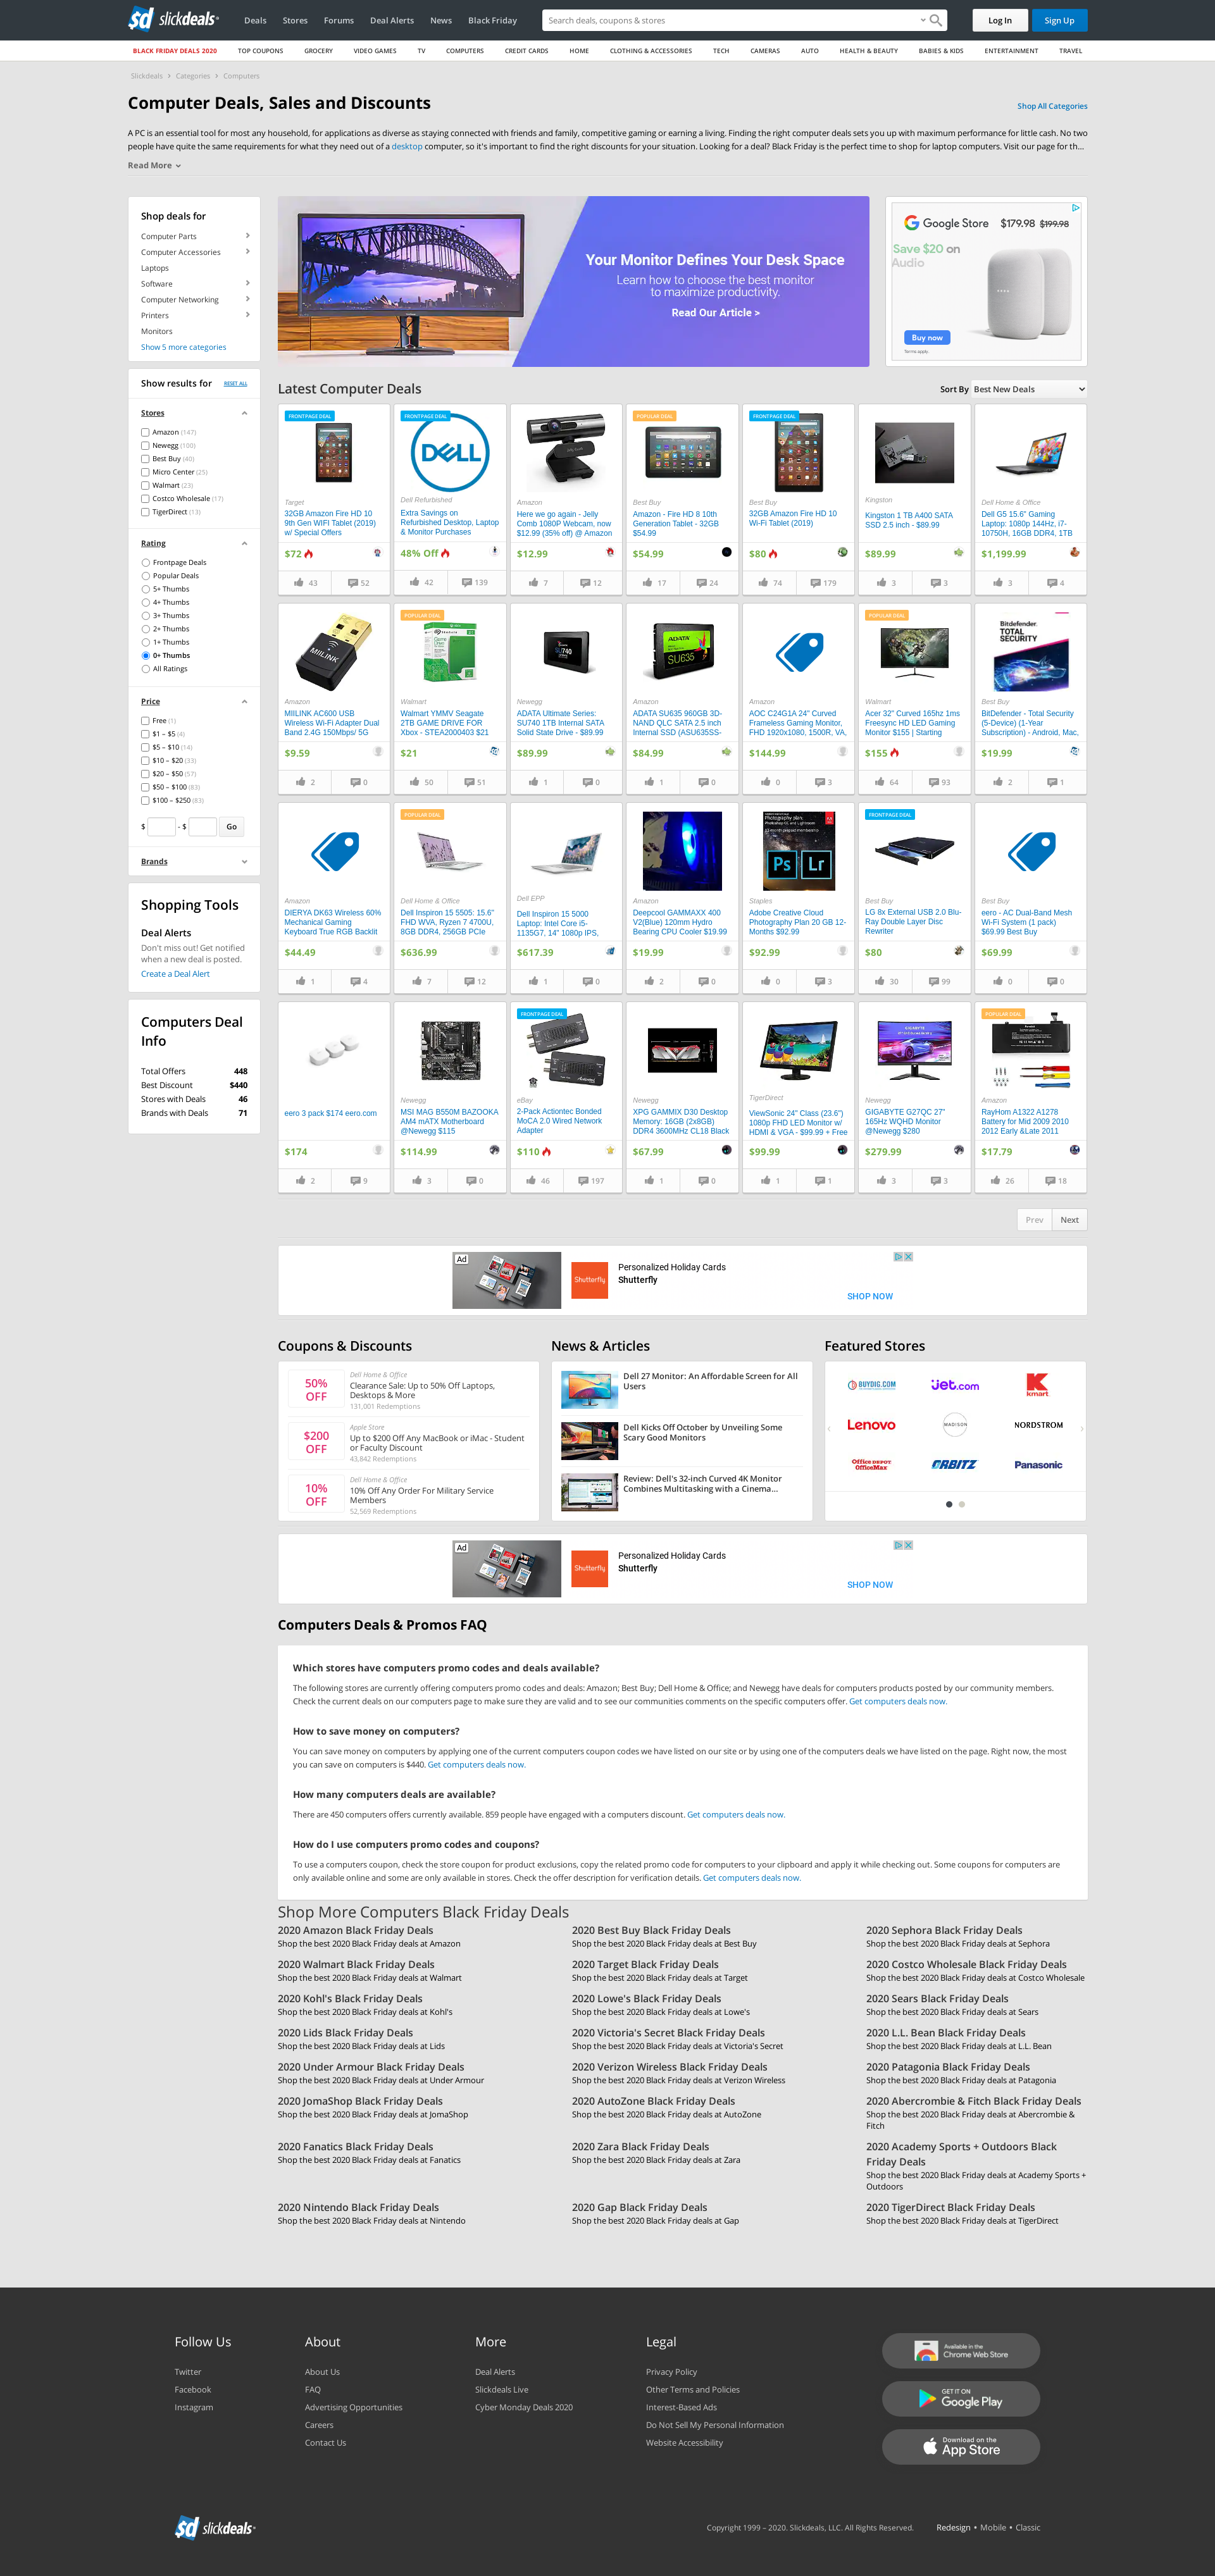 slickdeals
Deals
Stores
Forums
Deal Alerts
News
Black Friday
Search deals, coupons & stores
Log In
Sign Up
BLACK FRIDAY DEALS 2020
TOP COUPONS
GROCERY
VIDEO GAMES
TV
COMPUTERS
CREDIT CARDS
HOME
CLOTHING & ACCESSORIES
TECH
CAMERAS
AUTO
HEALTH & BEAUTY
BABIES & KIDS
ENTERTAINMENT
TRAVEL
Slickdeals › Categories › Computers
Computer Deals, Sales and Discounts
Shop All Categories
A PC is an essential tool for most any household, for applications as diverse as staying connected with friends and family, competitive gaming or earning a living. Finding the right computer deals sets you up with maximum performance for little cash. No two
people have quite the same requirements for what they need out of a desktop computer, so it's important to find the right discounts for your situation. Looking for a deal? Black Friday is the perfect time to shop for laptop computers. Visit our page for th...
Read More
Shop deals for
Computer Parts
Computer Accessories
Laptops
Software
Computer Networking
Printers
Monitors
Show 5 more categories
Show results for
RESET ALL
Stores
Amazon (147)
Newegg (100)
Best Buy (40)
Micro Center (25)
Walmart (23)
Costco Wholesale (17)
TigerDirect (13)
Rating
Frontpage Deals
Popular Deals
5+ Thumbs
4+ Thumbs
3+ Thumbs
2+ Thumbs
1+ Thumbs
0+ Thumbs
All Ratings
Price
Free (1)
$1 – $5 (4)
$5 – $10 (14)
$10 – $20 (33)
$20 – $50 (57)
$50 – $100 (83)
$100 – $250 (83)
$ - $ Go
Brands
Shopping Tools
Deal Alerts
Don't miss out! Get notified
when a new deal is posted.
Create a Deal Alert
Computers Deal
Info
Total Offers 448
Best Discount $440
Stores with Deals 46
Brands with Deals 71
Your Monitor Defines Your Desk Space
Learn how to choose the best monitor
to maximize productivity.
Read Our Article >
Google Store
$179.98 $199.98
Save $20 on
Audio
Buy now
Terms apply.
Latest Computer Deals
Sort By Best New Deals
FRONTPAGE DEAL
Target
32GB Amazon Fire HD 10
9th Gen WIFI Tablet (2019)
w/ Special Offers
$72
43 52
FRONTPAGE DEAL
DELL
Dell Refurbished
Extra Savings on
Refurbished Desktop, Laptop
& Monitor Purchases
48% Off
42 139
Amazon
Here we go again - Jelly
Comb 1080P Webcam, now
$12.99 (35% off) @ Amazon
$12.99
7 12
POPULAR DEAL
Best Buy
Amazon - Fire HD 8 10th
Generation Tablet - 32GB
$54.99
$54.99
17 24
FRONTPAGE DEAL
Best Buy
32GB Amazon Fire HD 10
Wi-Fi Tablet (2019)
$80
74 179
Kingston
Kingston 1 TB A400 SATA
SSD 2.5 inch - $89.99
$89.99
3 3
Dell Home & Office
Dell G5 15.6" Gaming
Laptop: 1080p 144Hz, i7-
10750H, 16GB DDR4, 1TB
$1,199.99
3 4
MIILINK
Amazon
MIILINK AC600 USB
Wireless Wi-Fi Adapter Dual
Band 2.4G 150Mbps/ 5G
$9.59
2 0
POPULAR DEAL
Walmart
Walmart YMMV Seagate
2TB GAME DRIVE FOR
Xbox - STEA2000403 $21
$21
50 51
SU740
Newegg
ADATA Ultimate Series:
SU740 1TB Internal SATA
Solid State Drive - $89.99
$89.99
1 0
ADATA
SU635
Amazon
ADATA SU635 960GB 3D-
NAND QLC SATA 2.5 inch
Internal SSD (ASU635SS-
$84.99
1 0
Amazon
AOC C24G1A 24" Curved
Frameless Gaming Monitor,
FHD 1920x1080, 1500R, VA,
$144.99
0 3
POPULAR DEAL
Walmart
Acer 32" Curved 165hz 1ms
Freesync HD LED Gaming
Monitor $155 | Starting
$155
64 93
Bitdefender
TOTAL
SECURITY
Best Buy
BitDefender - Total Security
(5-Device) (1-Year
Subscription) - Android, Mac,
$19.99
2 1
Amazon
DIERYA DK63 Wireless 60%
Mechanical Gaming
Keyboard True RGB Backlit
$44.49
1 4
POPULAR DEAL
Dell Home & Office
Dell Inspiron 15 5505: 15.6"
FHD WVA, Ryzen 7 4700U,
8GB DDR4, 256GB PCIe
$636.99
7 12
Dell EPP
Dell Inspiron 15 5000
Laptop: Intel Core i5-
1135G7, 14" 1080p IPS,
$617.39
1 0
Amazon
Deepcool GAMMAXX 400
V2(Blue) 120mm Hydro
Bearing CPU Cooler $19.99
$19.99
2 0
Ps Lr
Staples
Adobe Creative Cloud
Photography Plan 20 GB 12-
Months $92.99
$92.99
0 3
FRONTPAGE DEAL
Best Buy
LG 8x External USB 2.0 Blu-
Ray Double Layer Disc
Rewriter
$80
30 99
Best Buy
eero - AC Dual-Band Mesh
Wi-Fi System (1 pack)
$69.99 Best Buy
$69.99
0 0
eero 3 pack $174 eero.com
$174
2 9
Newegg
MSI MAG B550M BAZOOKA
AM4 mATX Motherboard
@Newegg $115
$114.99
3 0
FRONTPAGE DEAL
eBay
2-Pack Actiontec Bonded
MoCA 2.0 Wired Network
Adapter
$110
46 197
Newegg
XPG GAMMIX D30 Desktop
Memory: 16GB (2x8GB)
DDR4 3600MHz CL18 Black
$67.99
1 0
TigerDirect
ViewSonic 24" Class (23.6")
1080p FHD LED Monitor w/
HDMI & VGA - $99.99 + Free
$99.99
1 1
GIGABYTE
Newegg
GIGABYTE G27QC 27"
165Hz WQHD Monitor
@Newegg $280
$279.99
3 3
POPULAR DEAL
Amazon
RayHom A1322 A1278
Battery for Mid 2009 2010
2012 Early &Late 2011
$17.79
26 18
Prev Next
Ad
Shutterfly
Personalized Holiday Cards
Shutterfly
SHOP NOW
Coupons & Discounts
50%
OFF
Dell Home & Office
Clearance Sale: Up to 50% Off Laptops,
Desktops & More
131,001 Redemptions
$200
OFF
Apple Store
Up to $200 Off Any MacBook or iMac - Student
or Faculty Discount
43,842 Redemptions
10%
OFF
Dell Home & Office
10% Off Any Order For Military Service
Members
52,569 Redemptions
News & Articles
Dell 27 Monitor: An Affordable Screen for All
Users
Dell Kicks Off October by Unveiling Some
Scary Good Monitors
Review: Dell's 32-inch Curved 4K Monitor
Combines Multitasking with a Cinema...
Featured Stores
BUYDIG.COM
Jet.com
Kmart
Lenovo
MADISON
NORDSTROM
Office DEPOT
OfficeMax
ORBITZ
Panasonic
Ad
Shutterfly
Personalized Holiday Cards
Shutterfly
SHOP NOW
Computers Deals & Promos FAQ
Which stores have computers promo codes and deals available?
The following stores are currently offering computers promo codes and deals: Amazon; Best Buy; Dell Home & Office; and Newegg have deals for computers products posted by our community members.
Check the current deals on our computers page to make sure they are valid and to see our communities comments on the specific computers offer. Get computers deals now.
How to save money on computers?
You can save money on computers by applying one of the current computers coupon codes we have listed on our site or by using one of the computers deals we have listed on the page. Right now, the most
you can save on computers is $440. Get computers deals now.
How many computers deals are available?
There are 450 computers offers currently available. 859 people have engaged with a computers discount. Get computers deals now.
How do I use computers promo codes and coupons?
To use a computers coupon, check the store coupon for product exclusions, copy the related promo code for computers to your clipboard and apply it while checking out. Some coupons for computers are
only available online and some are only available in stores. Check the offer description for verification details. Get computers deals now.
Shop More Computers Black Friday Deals
2020 Amazon Black Friday Deals
Shop the best 2020 Black Friday deals at Amazon
2020 Best Buy Black Friday Deals
Shop the best 2020 Black Friday deals at Best Buy
2020 Sephora Black Friday Deals
Shop the best 2020 Black Friday deals at Sephora
2020 Walmart Black Friday Deals
Shop the best 2020 Black Friday deals at Walmart
2020 Target Black Friday Deals
Shop the best 2020 Black Friday deals at Target
2020 Costco Wholesale Black Friday Deals
Shop the best 2020 Black Friday deals at Costco Wholesale
2020 Kohl's Black Friday Deals
Shop the best 2020 Black Friday deals at Kohl's
2020 Lowe's Black Friday Deals
Shop the best 2020 Black Friday deals at Lowe's
2020 Sears Black Friday Deals
Shop the best 2020 Black Friday deals at Sears
2020 Lids Black Friday Deals
Shop the best 2020 Black Friday deals at Lids
2020 Victoria's Secret Black Friday Deals
Shop the best 2020 Black Friday deals at Victoria's Secret
2020 L.L. Bean Black Friday Deals
Shop the best 2020 Black Friday deals at L.L. Bean
2020 Under Armour Black Friday Deals
Shop the best 2020 Black Friday deals at Under Armour
2020 Verizon Wireless Black Friday Deals
Shop the best 2020 Black Friday deals at Verizon Wireless
2020 Patagonia Black Friday Deals
Shop the best 2020 Black Friday deals at Patagonia
2020 JomaShop Black Friday Deals
Shop the best 2020 Black Friday deals at JomaShop
2020 AutoZone Black Friday Deals
Shop the best 2020 Black Friday deals at AutoZone
2020 Abercrombie & Fitch Black Friday Deals
Shop the best 2020 Black Friday deals at Abercrombie &
Fitch
2020 Fanatics Black Friday Deals
Shop the best 2020 Black Friday deals at Fanatics
2020 Zara Black Friday Deals
Shop the best 2020 Black Friday deals at Zara
2020 Academy Sports + Outdoors Black
Friday Deals
Shop the best 2020 Black Friday deals at Academy Sports +
Outdoors
2020 Nintendo Black Friday Deals
Shop the best 2020 Black Friday deals at Nintendo
2020 Gap Black Friday Deals
Shop the best 2020 Black Friday deals at Gap
2020 TigerDirect Black Friday Deals
Shop the best 2020 Black Friday deals at TigerDirect
Follow Us
Twitter
Facebook
Instagram
About
About Us
FAQ
Advertising Opportunities
Careers
Contact Us
More
Deal Alerts
Slickdeals Live
Cyber Monday Deals 2020
Legal
Privacy Policy
Other Terms and Policies
Interest-Based Ads
Do Not Sell My Personal Information
Website Accessibility
Available in the
Chrome Web Store
GET IT ON
Google Play
Download on the
App Store
slickdeals
Copyright 1999 – 2020. Slickdeals, LLC. All Rights Reserved.
Redesign • Mobile • Classic